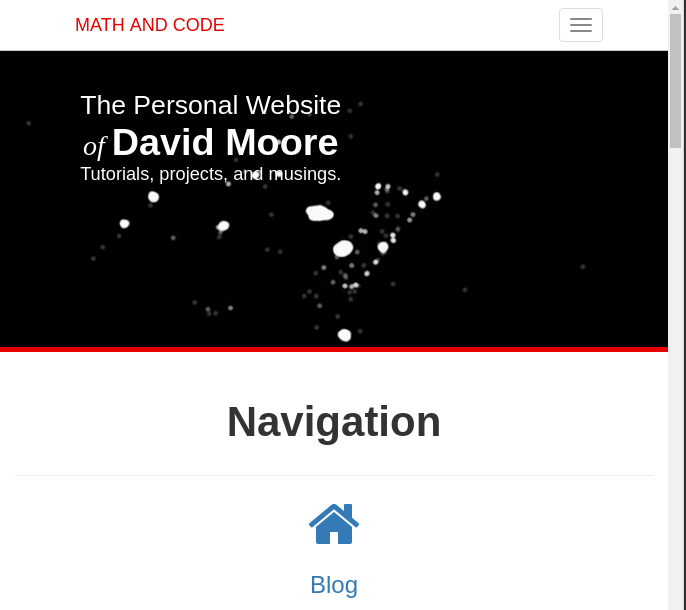 MATH AND CODE
The Personal Website
of David Moore
Tutorials, projects, and musings.
Navigation
Blog